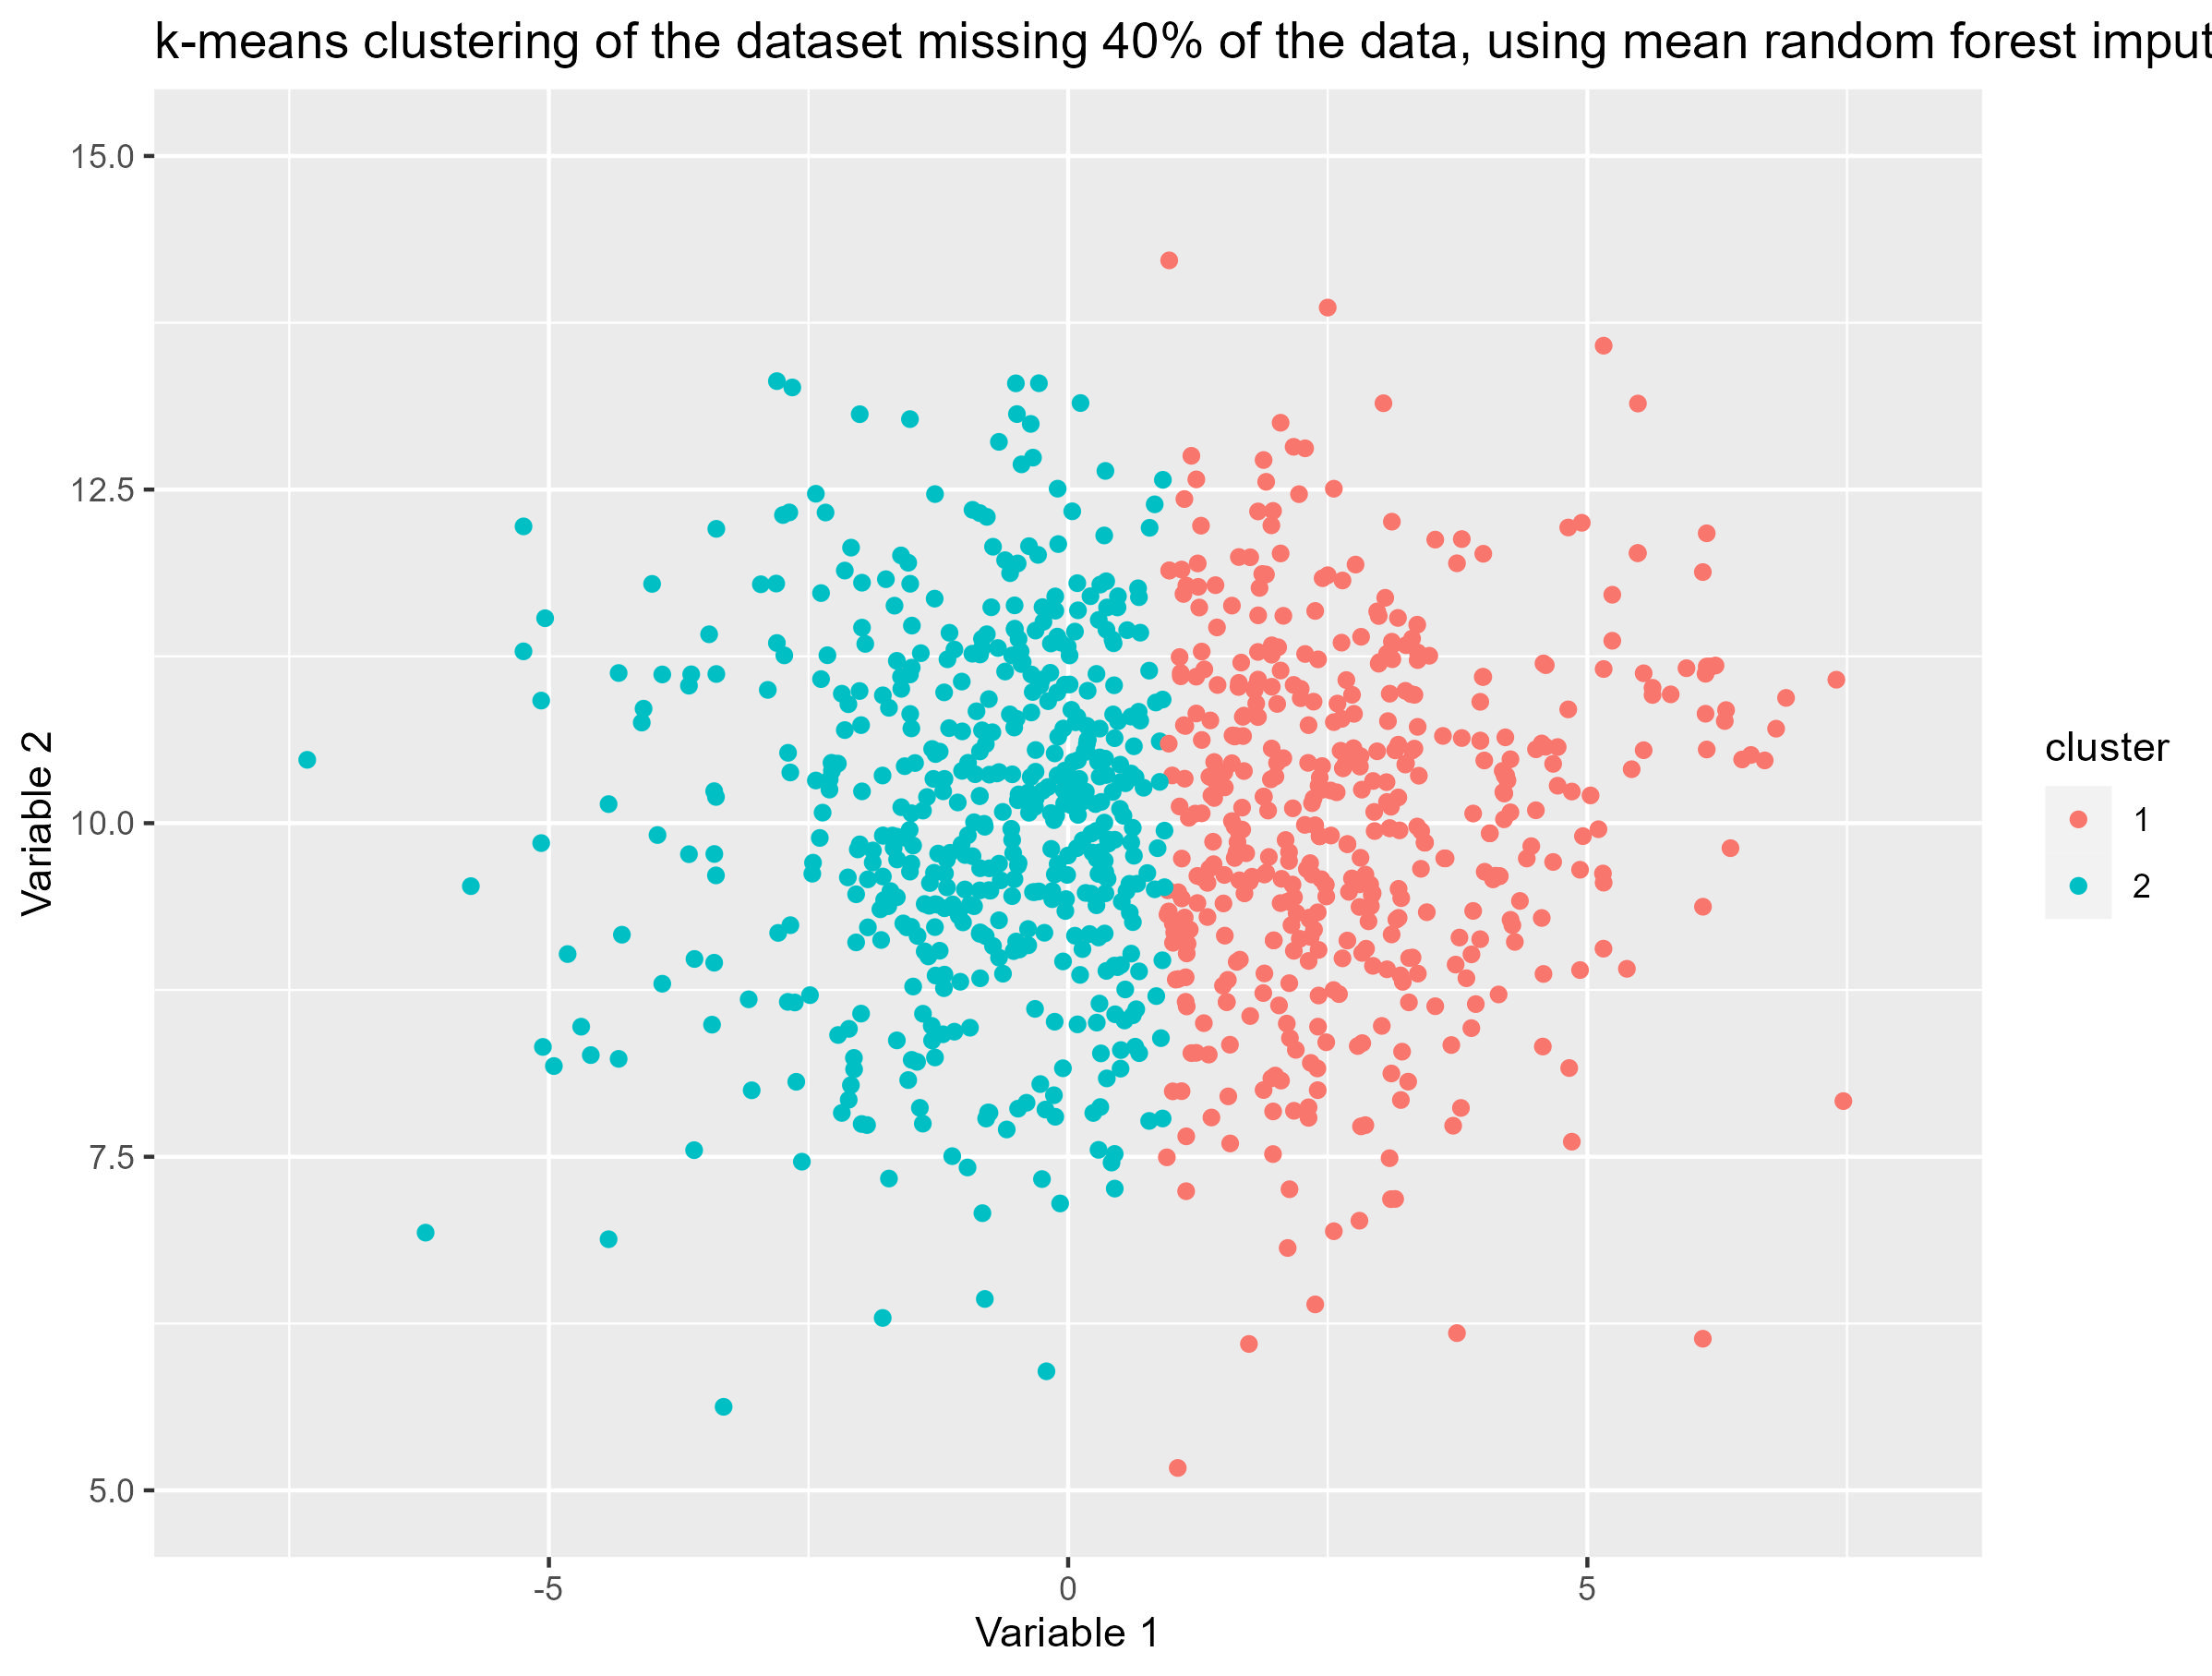 k-means clustering of the dataset missing 40% of the data, using mean random forest imput
15.0
12.5
10.0
7.5
5.0
Variable 2
-5
0
5
Variable 1
cluster
1
2